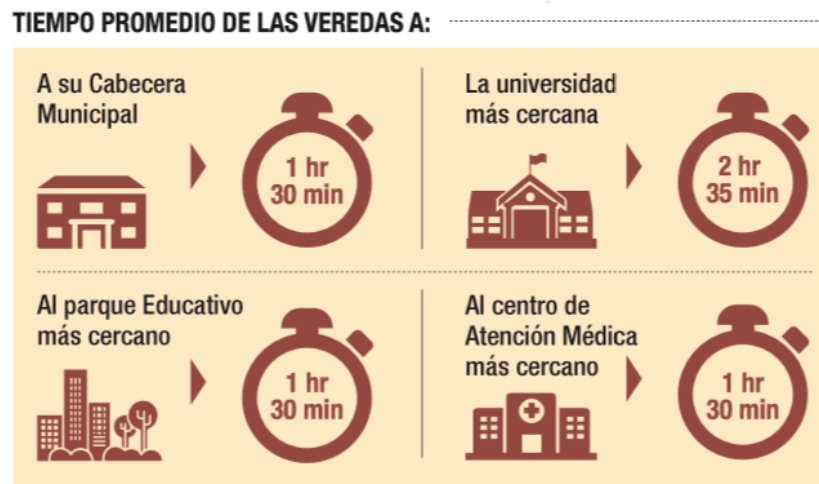 TIEMPO PROMEDIO DE LAS VEREDAS A:
A su Cabecera
Municipal
1 hr
30 min
La universidad
más cercana
2 hr
35 min
Al parque Educativo
más cercano
1 hr
30 min
Al centro de
Atención Médica
más cercano
1 hr
30 min